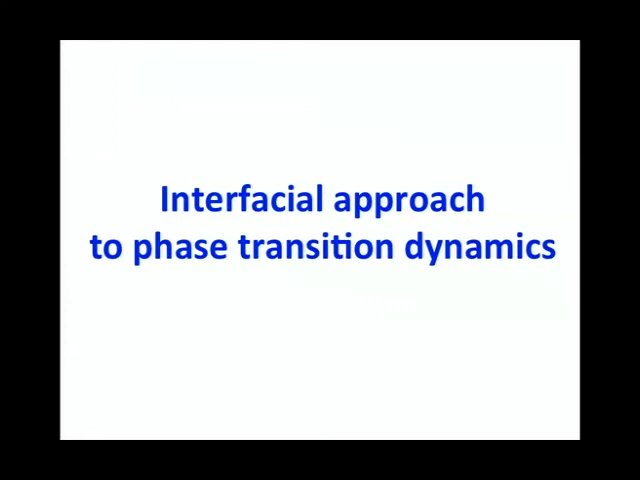 Interfacial approach
to phase transition dynamics